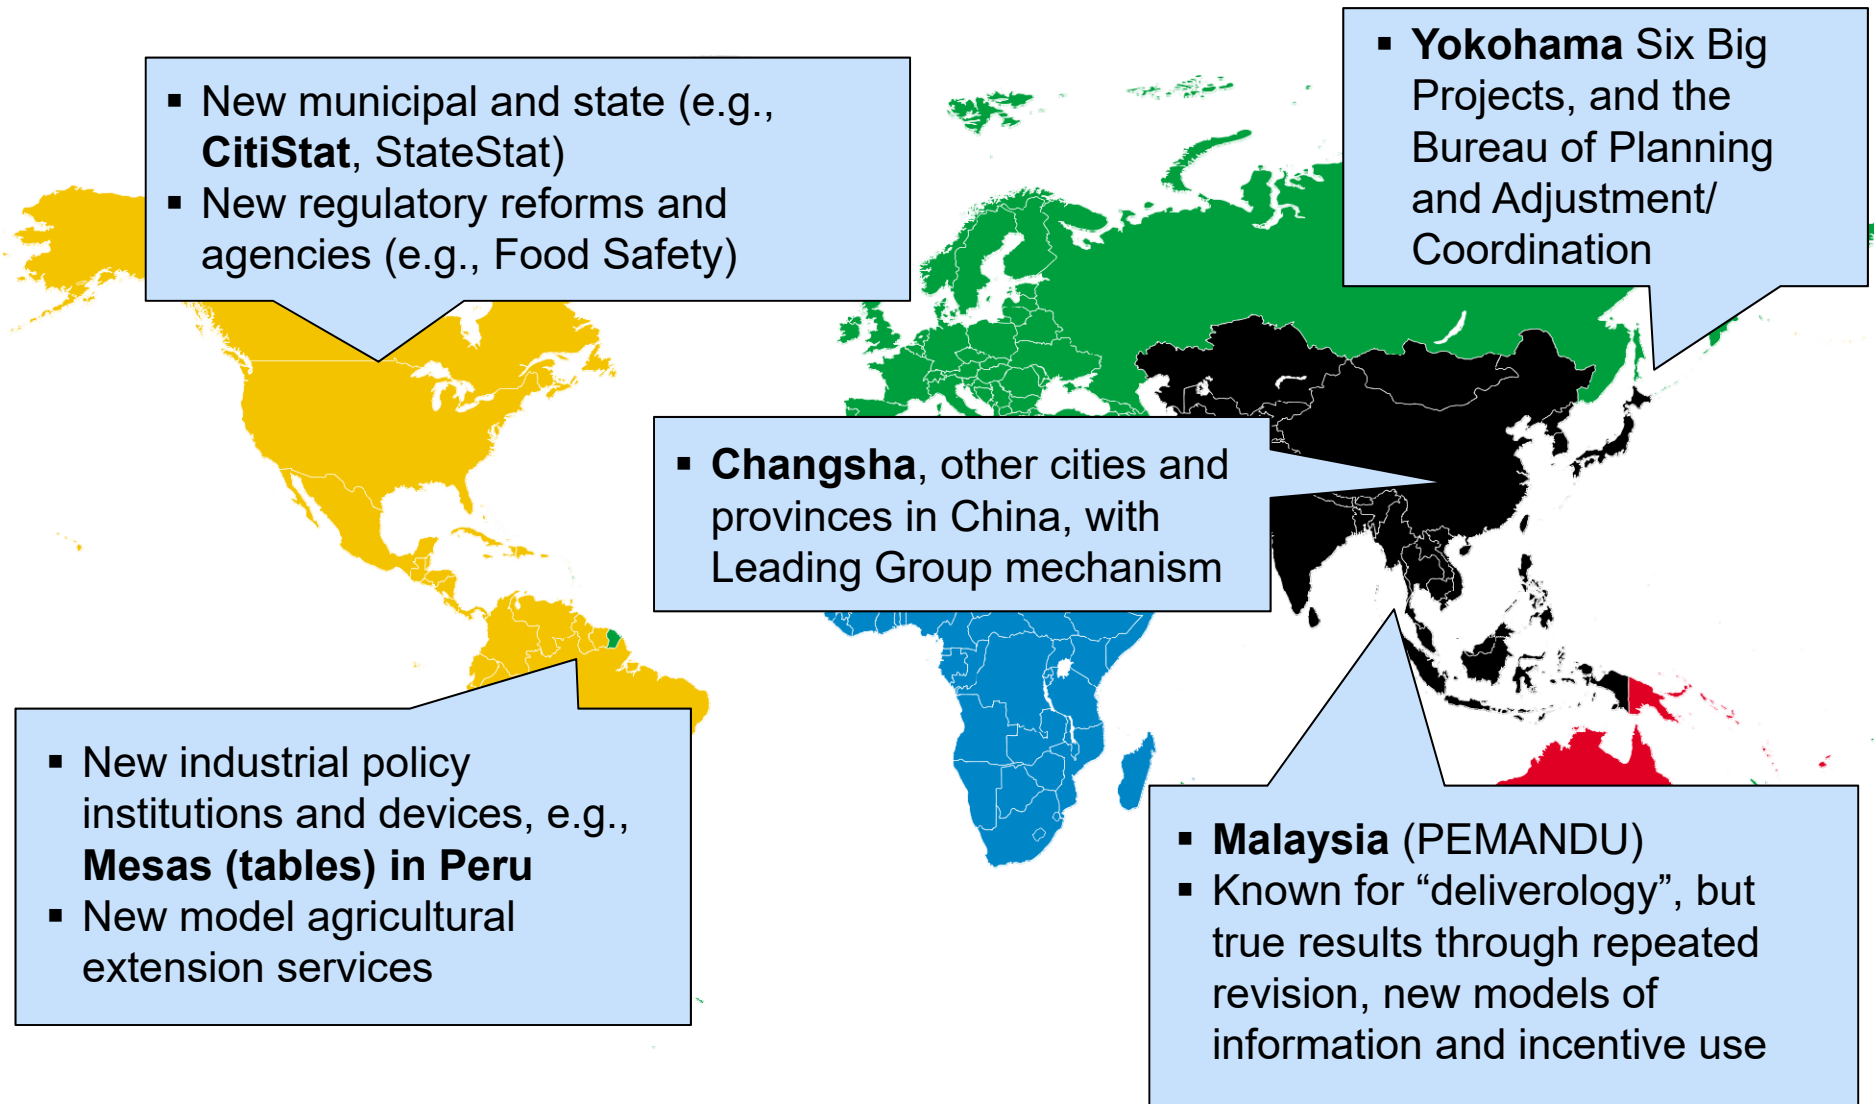 ▪ New municipal and state (e.g.,
CitiStat, StateStat)
▪ New regulatory reforms and
agencies (e.g., Food Safety)
▪ Yokohama Six Big
Projects, and the
Bureau of Planning
and Adjustment/
Coordination
▪ Changsha, other cities and
provinces in China, with
Leading Group mechanism
▪ New industrial policy
institutions and devices, e.g.,
Mesas (tables) in Peru
▪ New model agricultural
extension services
▪ Malaysia (PEMANDU)
▪ Known for “deliverology”, but
true results through repeated
revision, new models of
information and incentive use